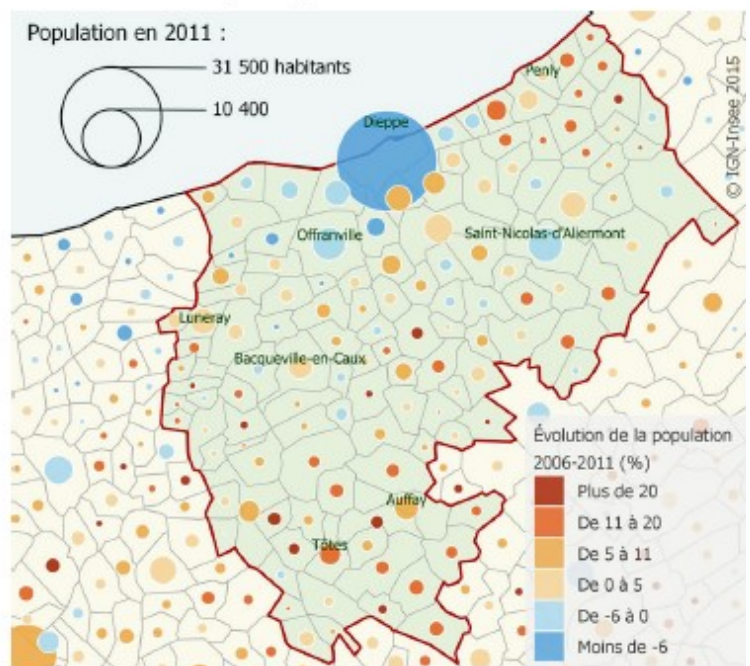 Population en 2011 :
31 500 habitants
10 400
Penly
Dieppe
© IGN-Insee 2015
Offranville
Saint-Nicolas-d'Aliermont
Luneray
Bacqueville-en-Caux
Auffay
Tôtes
Évolution de la population
2006-2011 (%)
Plus de 20
De 11 à 20
De 5 à 11
De 0 à 5
De -6 à 0
Moins de -6